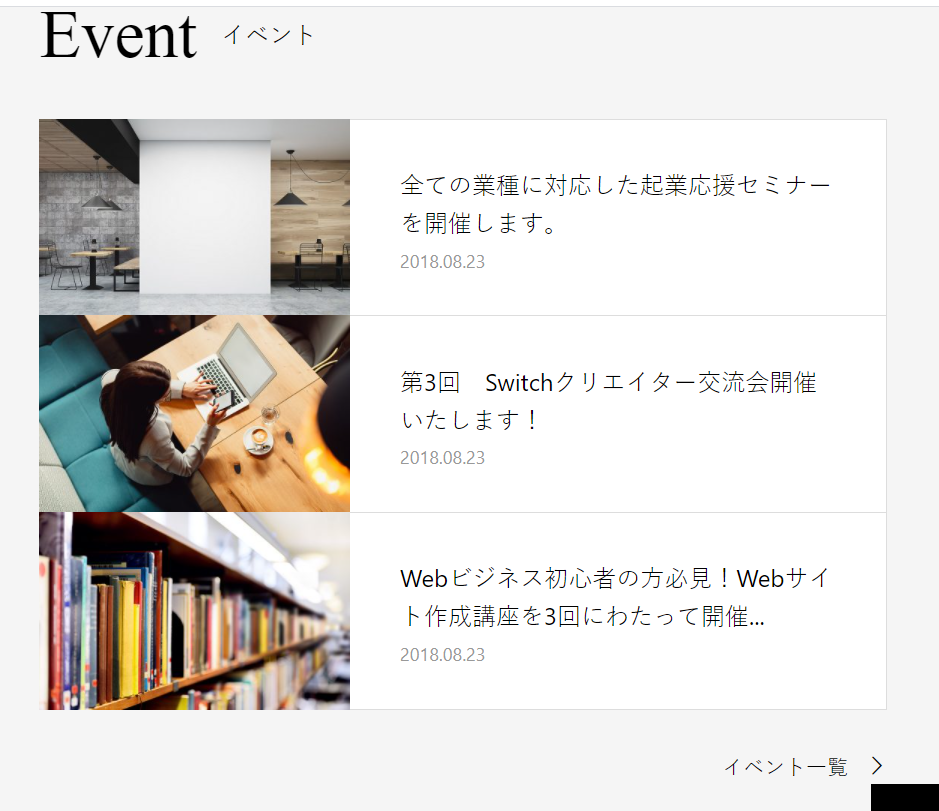 Event イベント
全ての業種に対応した起業応援セミナー
を開催します。
2018.08.23
第3回　Switchクリエイター交流会開催
いたします！
2018.08.23
Webビジネス初心者の方必見！Webサイ
ト作成講座を3回にわたって開催...
2018.08.23
イベント一覧